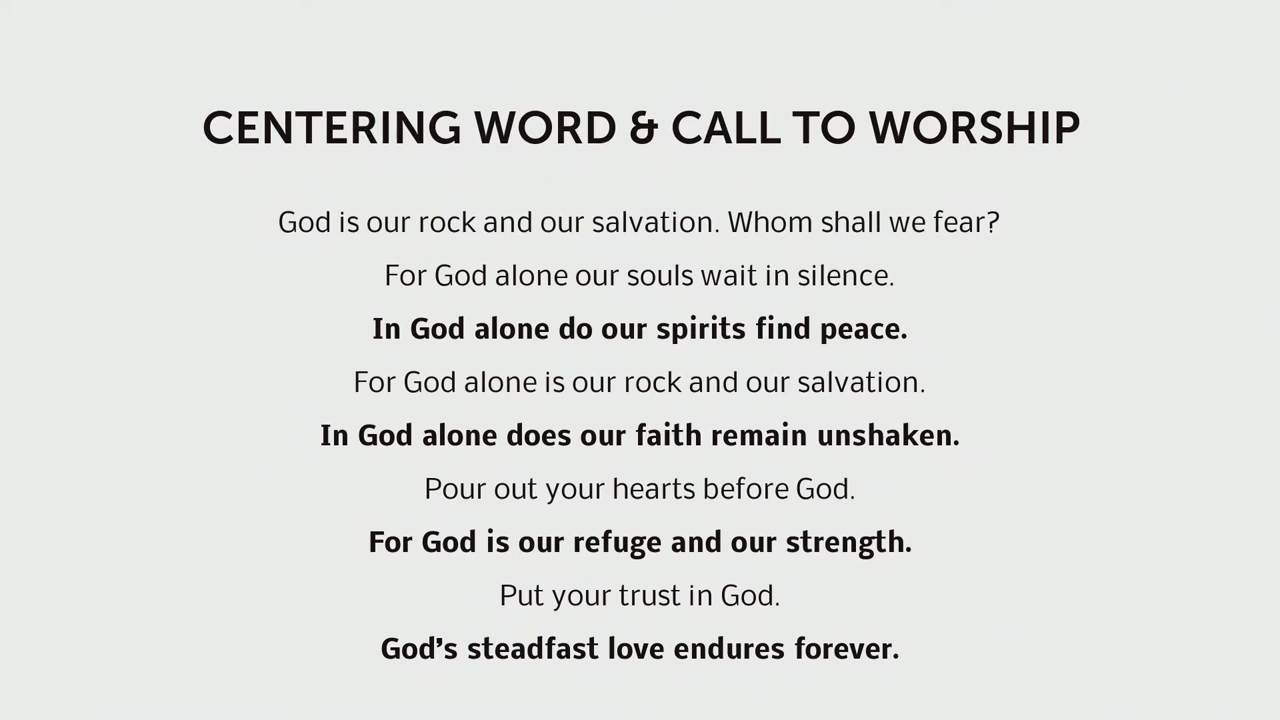 CENTERING WORD & CALL TO WORSHIP
God is our rock and our salvation. Whom shall we fear?
For God alone our souls wait in silence.
In God alone do our spirits find peace.
For God alone is our rock and our salvation.
In God alone does our faith remain unshaken.
Pour out your hearts before God.
For God is our refuge and our strength.
Put your trust in God.
God’s steadfast love endures forever.